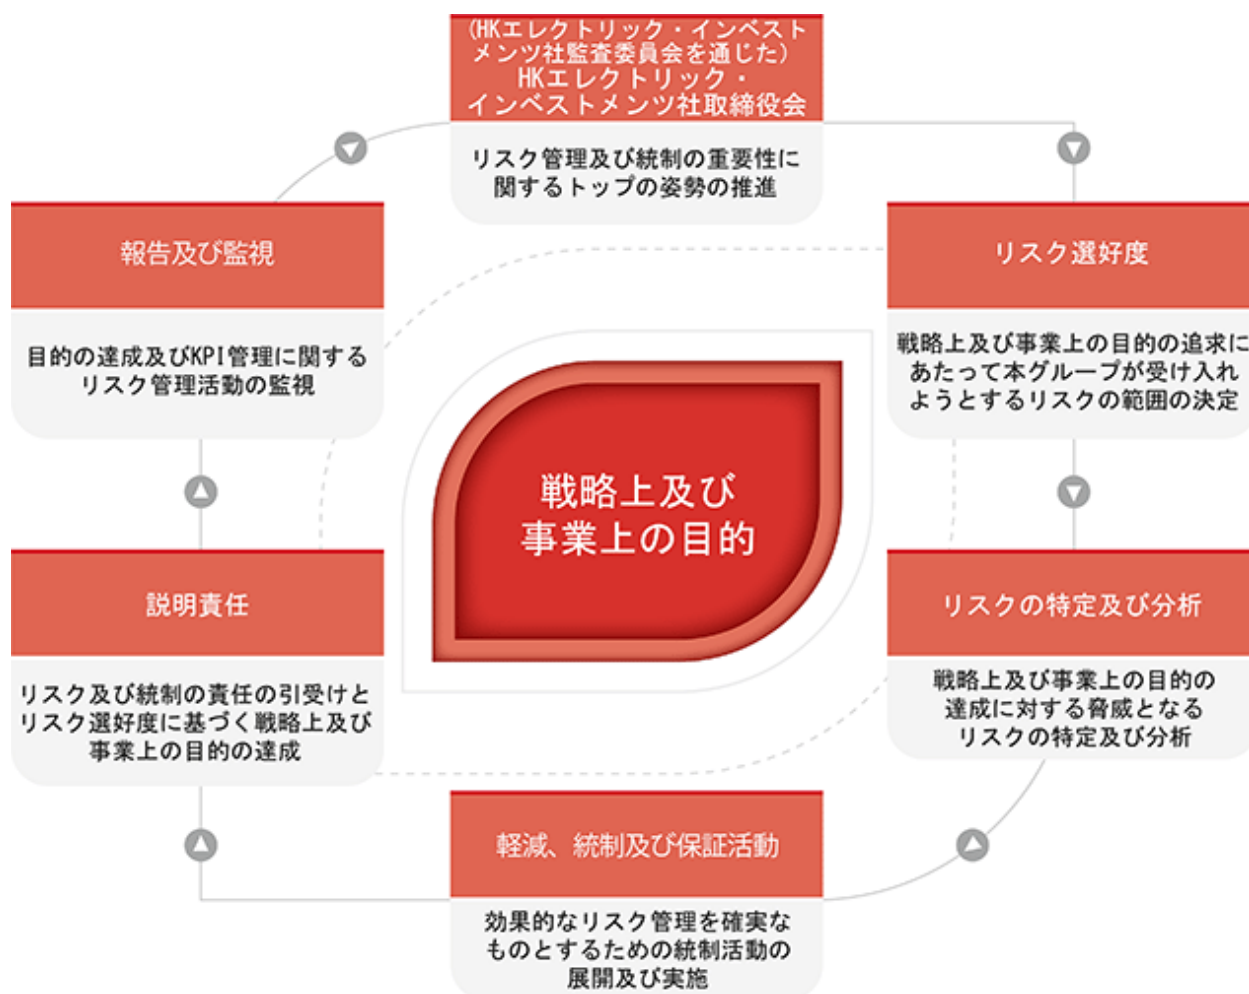 (HKエレクトリック・インベスト
メンツ社監査委員会を通じた)
HKエレクトリック・
インベストメンツ社取締役会
リスク管理及び統制の重要性に
関するトップの姿勢の推進
リスク選好度
戦略上及び事業上の目的の追求に
あたって本グループが受け入れ
ようとするリスクの範囲の決定
リスクの特定及び分析
戦略上及び事業上の目的の
達成に対する脅威となる
リスクの特定及び分析
軽減、統制及び保証活動
効果的なリスク管理を確実な
ものとするための統制活動の
展開及び実施
説明責任
リスク及び統制の責任の引受けと
リスク選好度に基づく戦略上及び
事業上の目的の達成
報告及び監視
目的の達成及びKPI管理に関する
リスク管理活動の監視
戦略上及び
事業上の目的